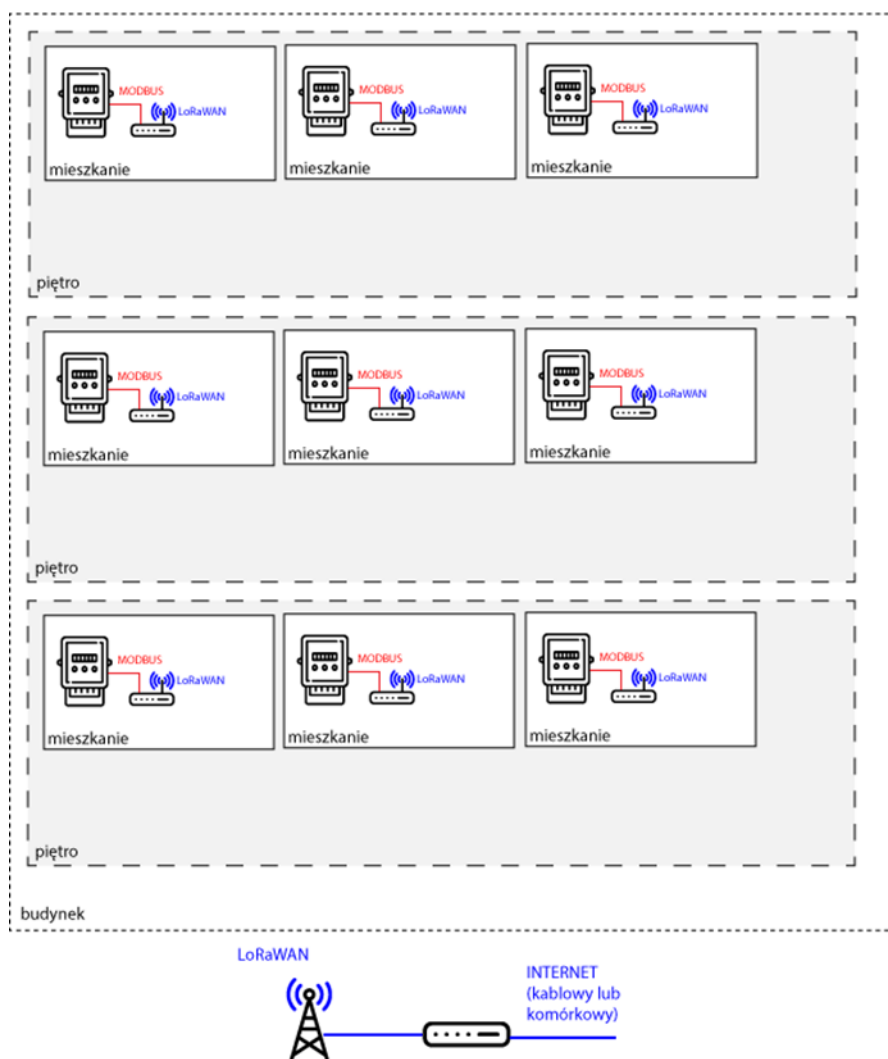 MODBUS
LoRaWAN
mieszkanie
MODBUS
LoRaWAN
mieszkanie
MODBUS
LoRaWAN
mieszkanie
piętro
MODBUS
LoRaWAN
mieszkanie
MODBUS
LoRaWAN
mieszkanie
MODBUS
LoRaWAN
mieszkanie
piętro
MODBUS
LoRaWAN
mieszkanie
MODBUS
LoRaWAN
mieszkanie
MODBUS
LoRaWAN
mieszkanie
piętro
budynek
LoRaWAN
INTERNET
(kablowy lub
komórkowy)